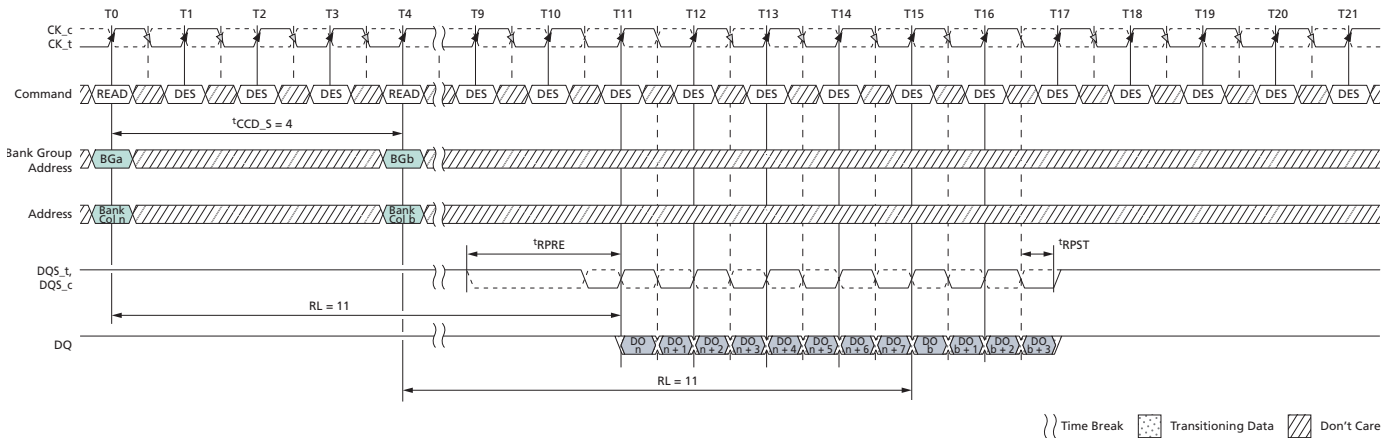 T0 T1 T2 T3 T4 T9 T10 T11 T12 T13 T14 T15 T16 T17 T18 T19 T20 T21
CK_c
CK_t
Command READ DES DES DES READ DES DES DES DES DES DES DES DES DES DES DES DES DES
tCCD_S = 4
Bank Group
Address
BGa BGb
Address
Bank
Col n
Bank
Col b
tRPRE tRPST
DQS_t,
DQS_c
RL = 11
DQ
DO
n
DO
n + 1
DO
n + 2
DO
n + 3
DO
n + 4
DO
n + 5
DO
n + 6
DO
n + 7
DO
b
DO
b + 1
DO
b + 2
DO
b + 3
RL = 11
Time Break Transitioning Data Don't Care